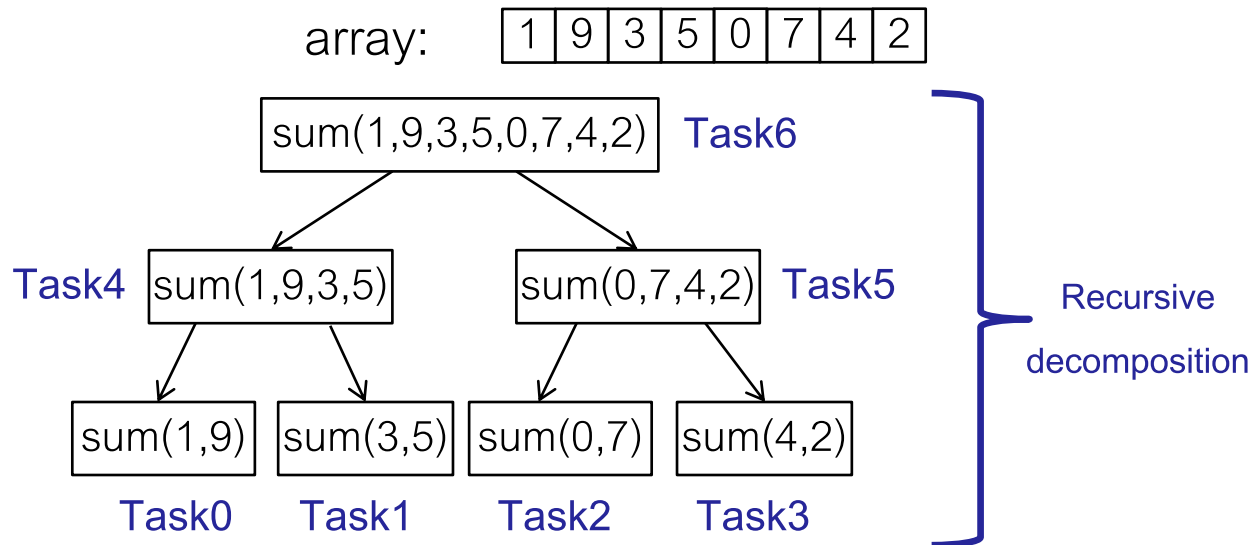 array: 1 9 3 5 0 7 4 2
sum(1,9,3,5,0,7,4,2) Task6
Task4 sum(1,9,3,5) sum(0,7,4,2) Task5
Recursive
decomposition
sum(1,9) sum(3,5) sum(0,7) sum(4,2)
Task0 Task1 Task2 Task3